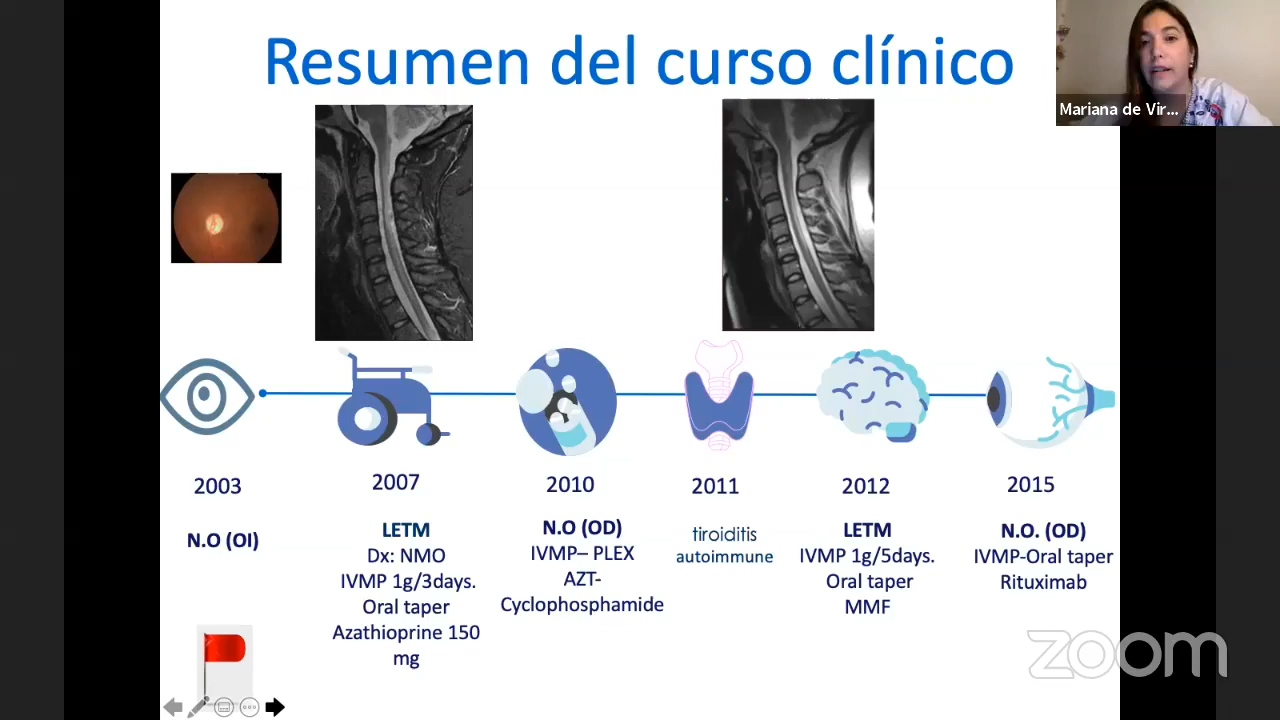 Resumen del curso clínico
Mariana de Vir...
2003
N.O (OI)
2007
LETM
Dx: NMO
IVMP 1g/3days.
Oral taper
Azathioprine 150
mg
2010
N.O (OD)
IVMP– PLEX
AZT-
Cyclophosphamide
2011
tiroiditis
autoimmune
2012
LETM
IVMP 1g/5days.
Oral taper
MMF
2015
N.O. (OD)
IVMP-Oral taper
Rituximab
zoom